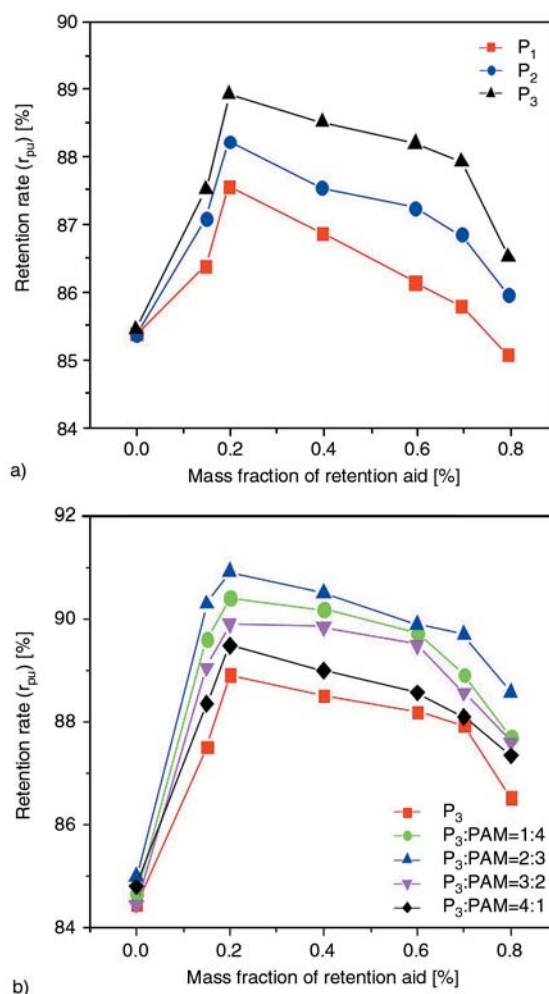 90
89
88
87
86
85
84
Retention rate (rpu) [%]
P1
P2
P3
0.0 0.2 0.4 0.6 0.8
Mass fraction of retention aid [%]
a)
92
90
88
86
84
Retention rate (rpu) [%]
P3
P3:PAM=1:4
P3:PAM=2:3
P3:PAM=3:2
P3:PAM=4:1
0.0 0.2 0.4 0.6 0.8
Mass fraction of retention aid [%]
b)